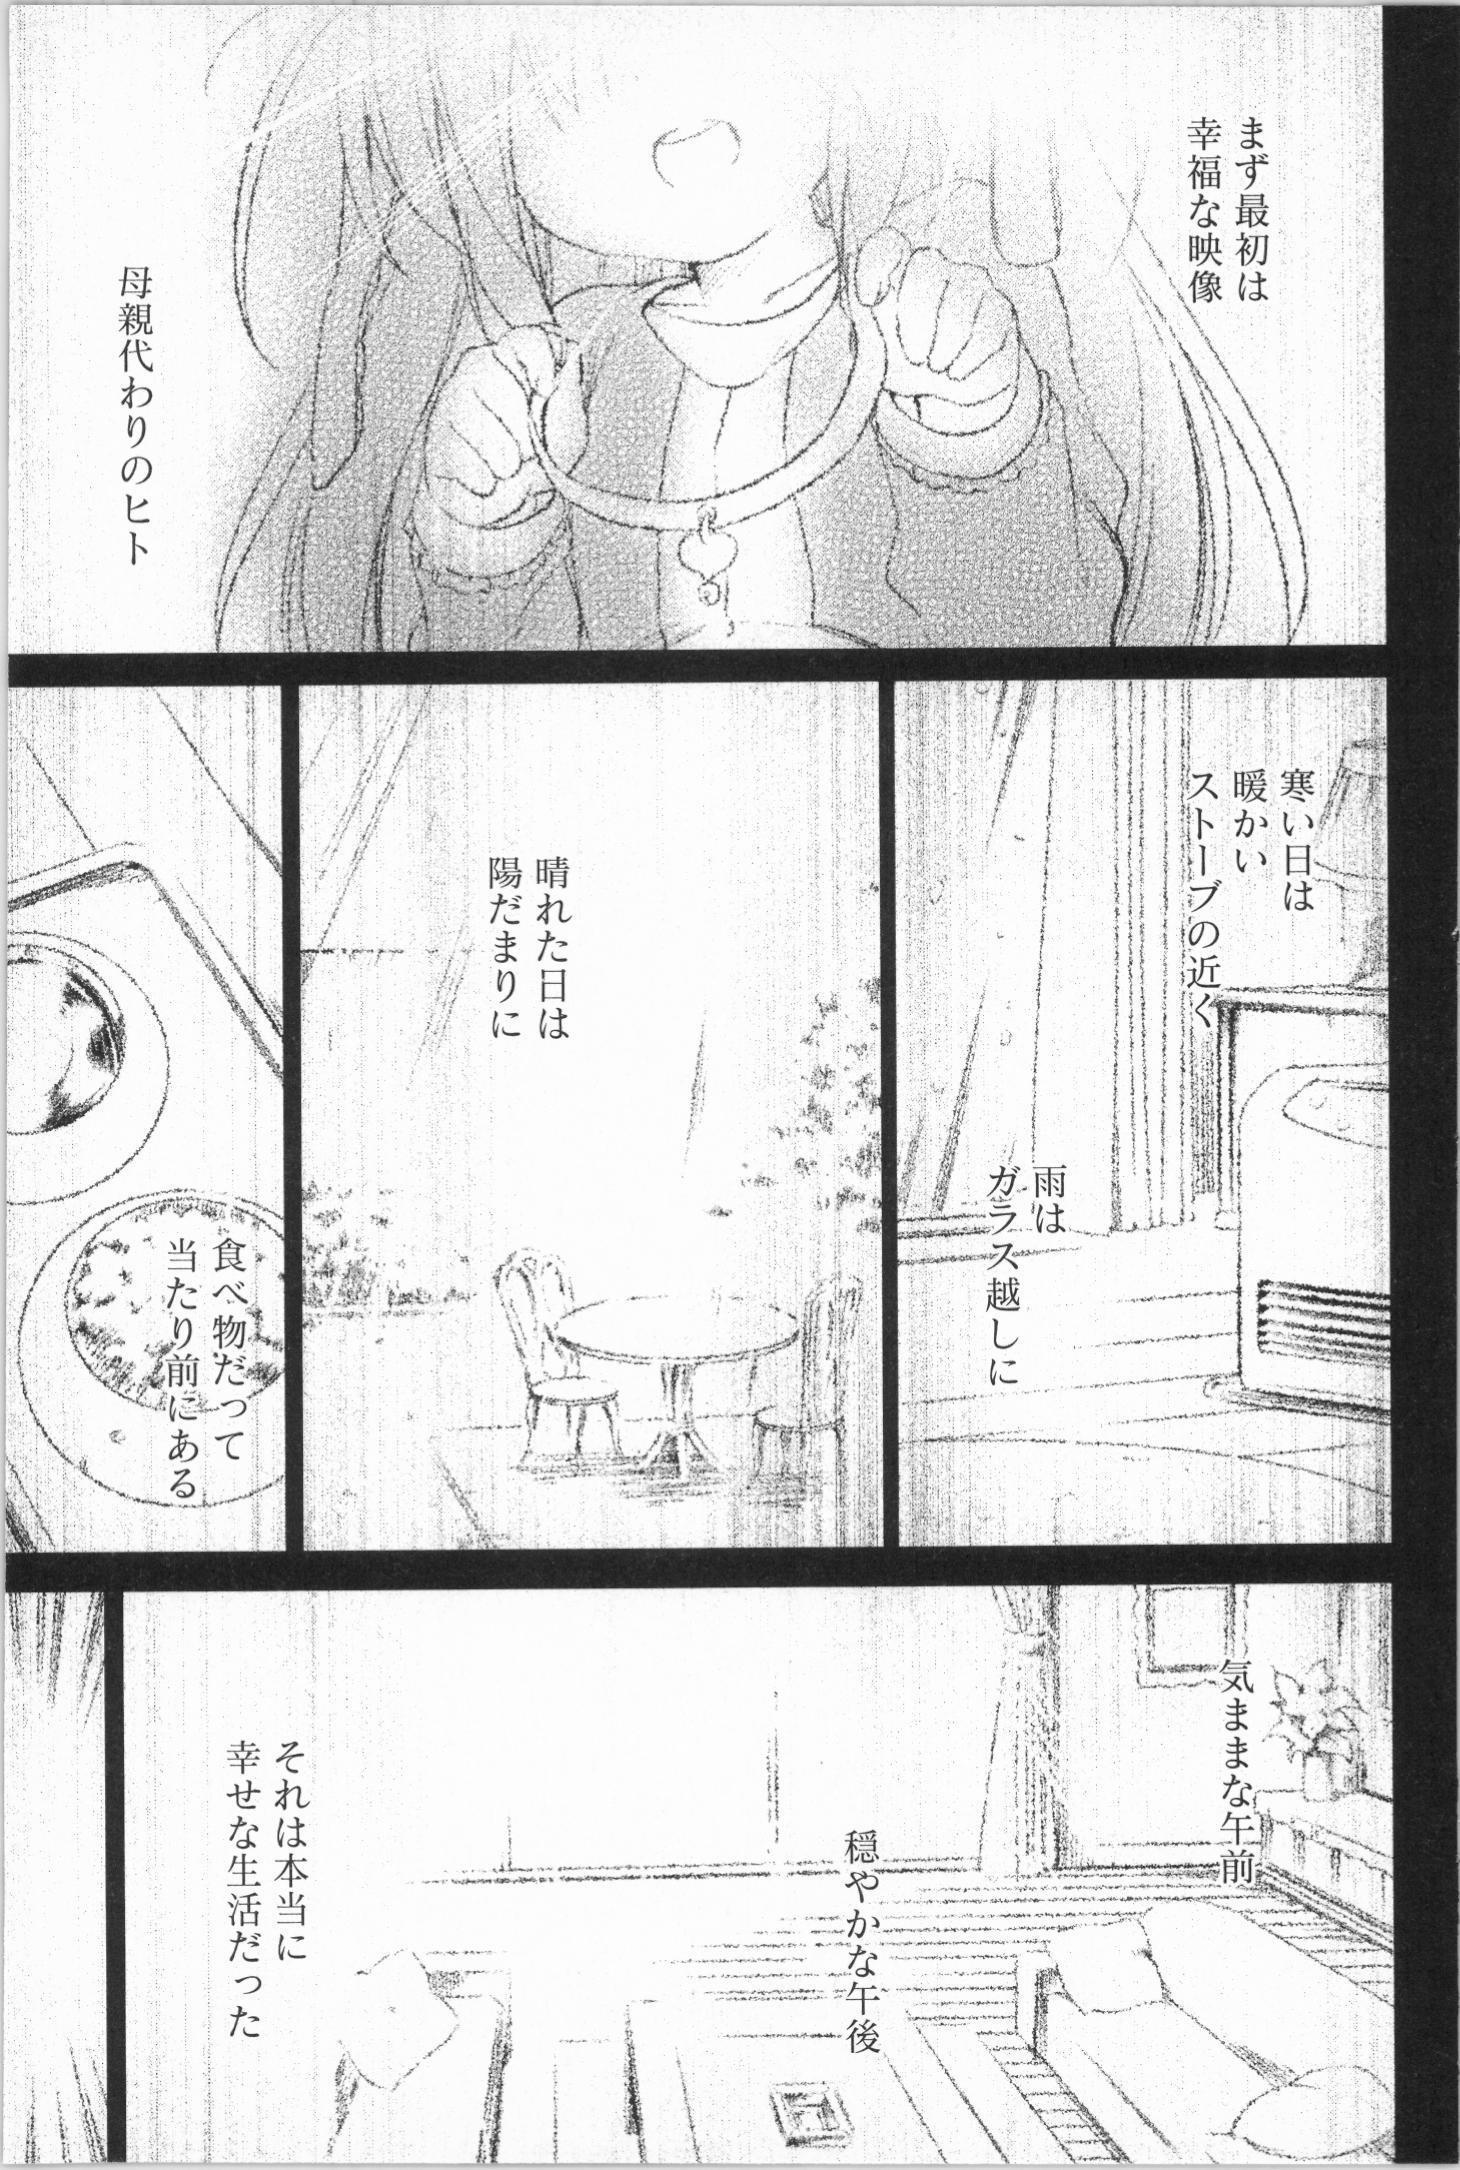 まず最初は
幸福な映像
母親代わりのヒト
寒い日は
暖かい
ストーブの近く
雨は
ガラス越しに
晴れた日は
陽だまりに
食べ物だって
当たり前にある
気ままな午前
穏やかな午後
それは本当に
幸せな生活だった